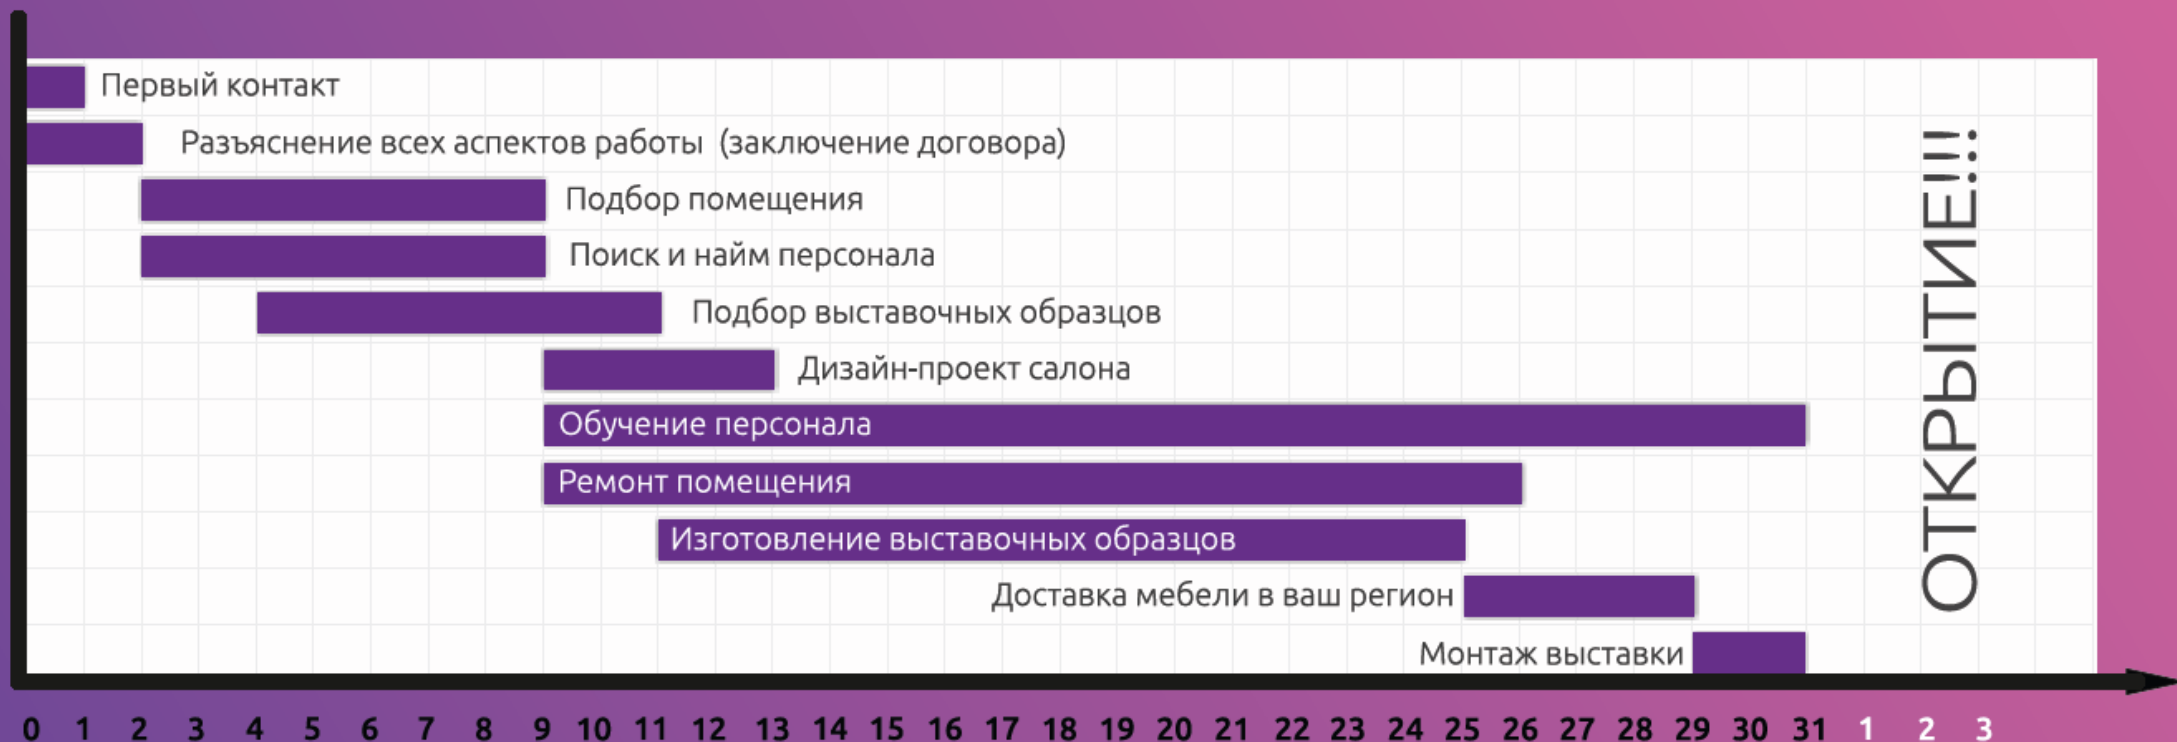 Первый контакт
Разъяснение всех аспектов работы (заключение договора)
Подбор помещения
Поиск и найм персонала
Подбор выставочных образцов
Дизайн-проект салона
Обучение персонала
Ремонт помещения
Изготовление выставочных образцов
Доставка мебели в ваш регион
Монтаж выставки
ОТКРЫТИЕ!!!
0 1 2 3 4 5 6 7 8 9 10 11 12 13 14 15 16 17 18 19 20 21 22 23 24 25 26 27 28 29 30 31 1 2 3